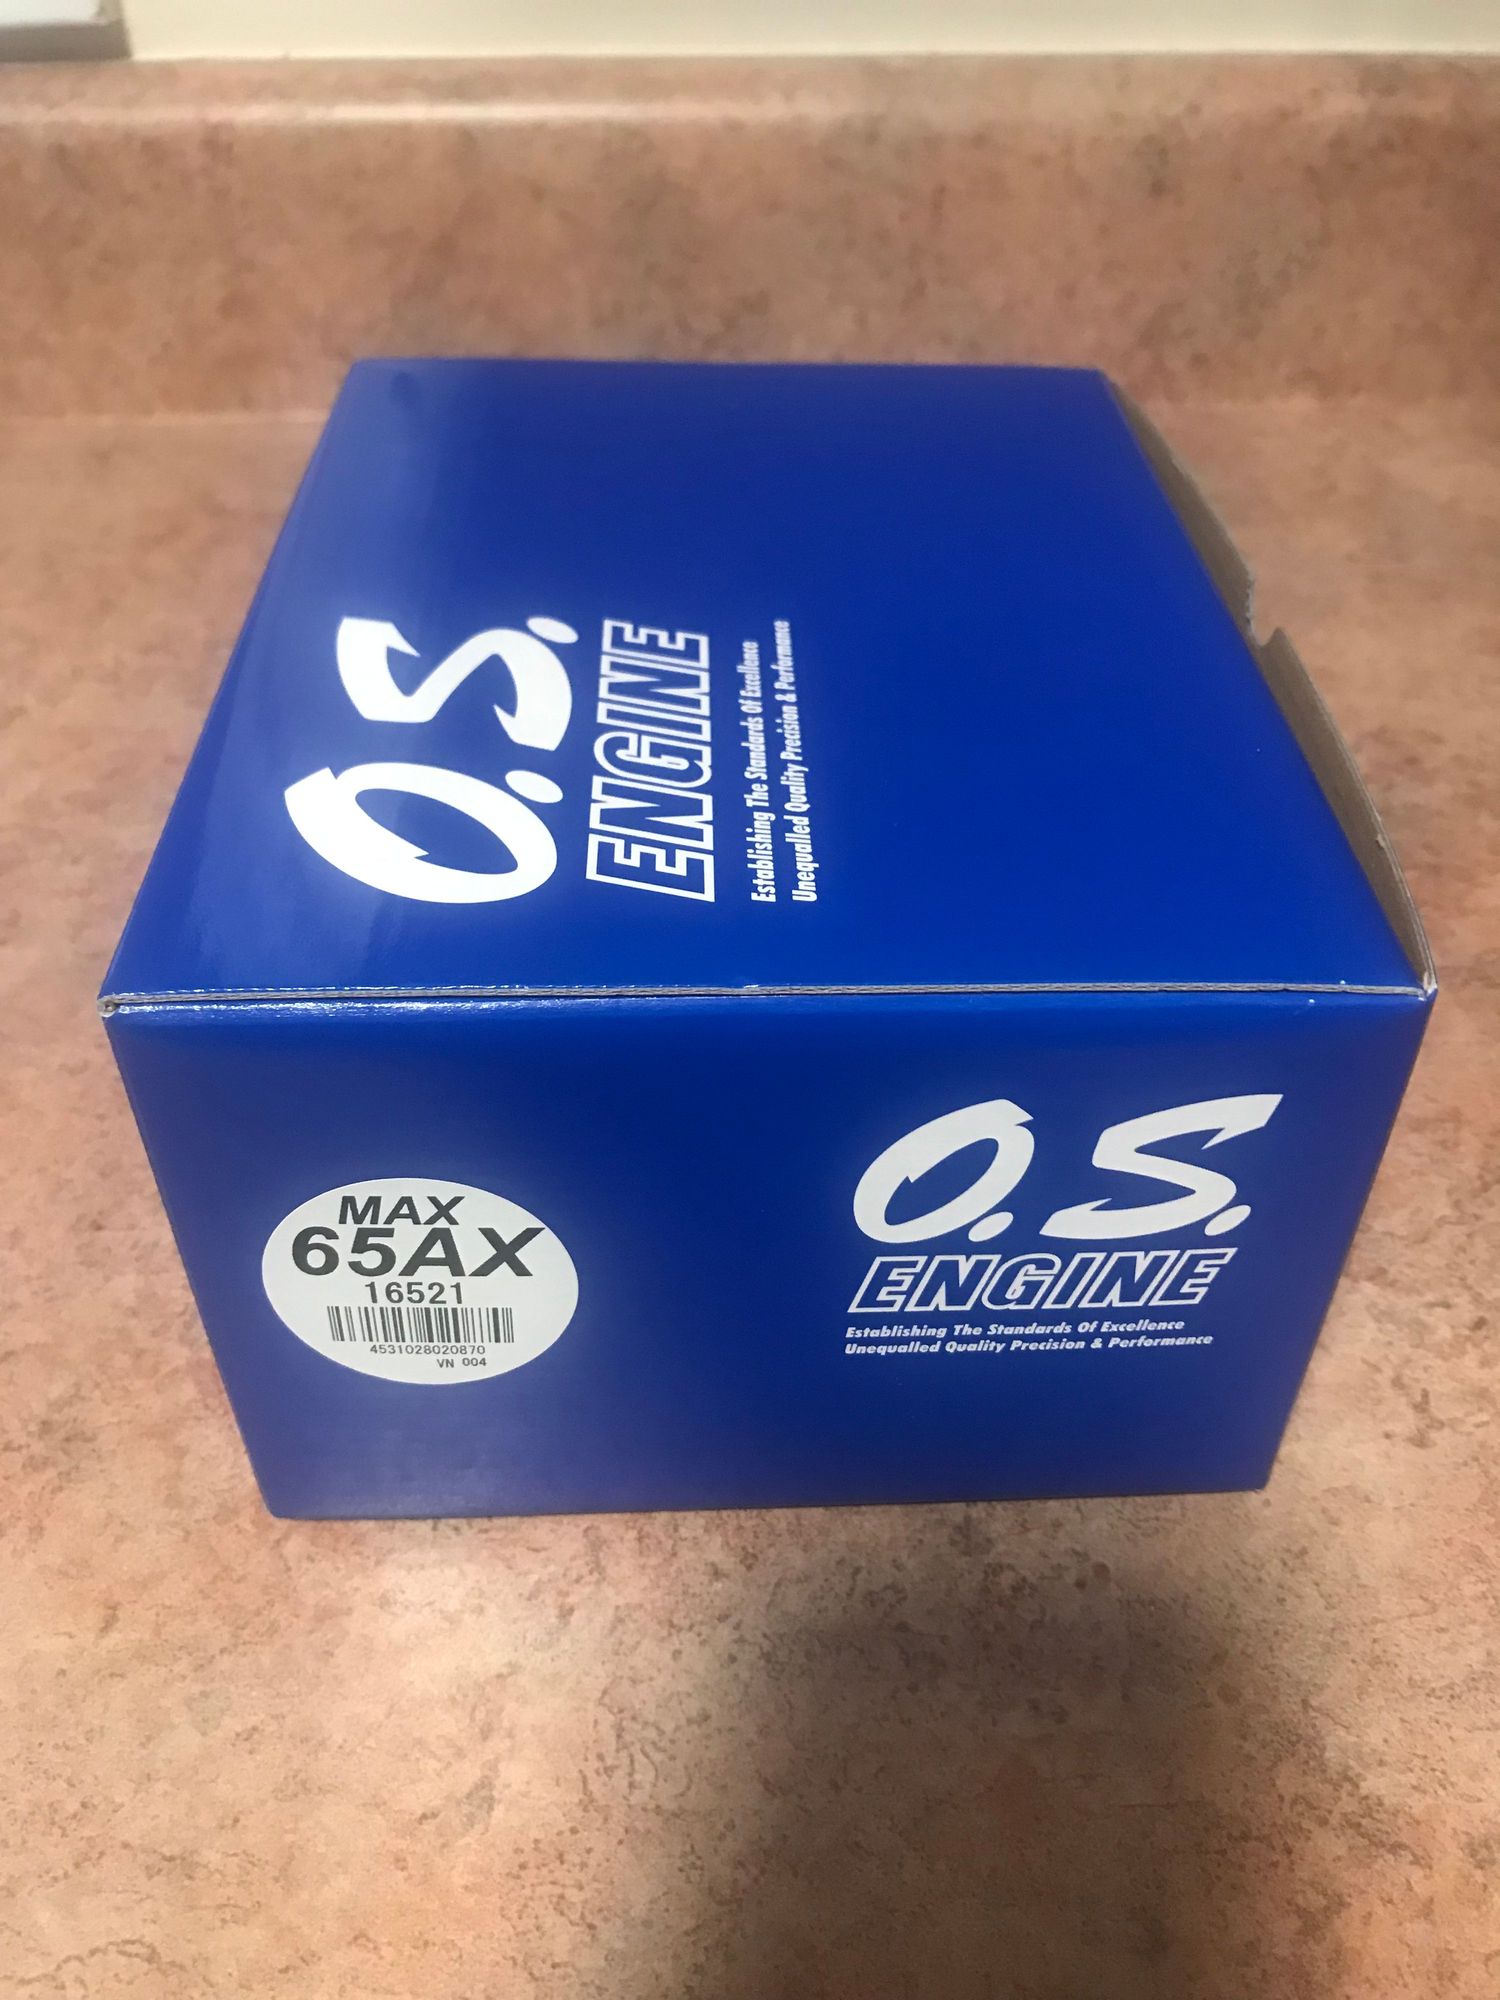 O.S.
ENGINE
Establishing The Standards Of Excellence
Unequalled Quality Precision & Performance
MAX
65AX
16521
4531028020870
VN 004
O.S.
ENGINE
Establishing The Standards Of Excellence
Unequalled Quality Precision & Performance